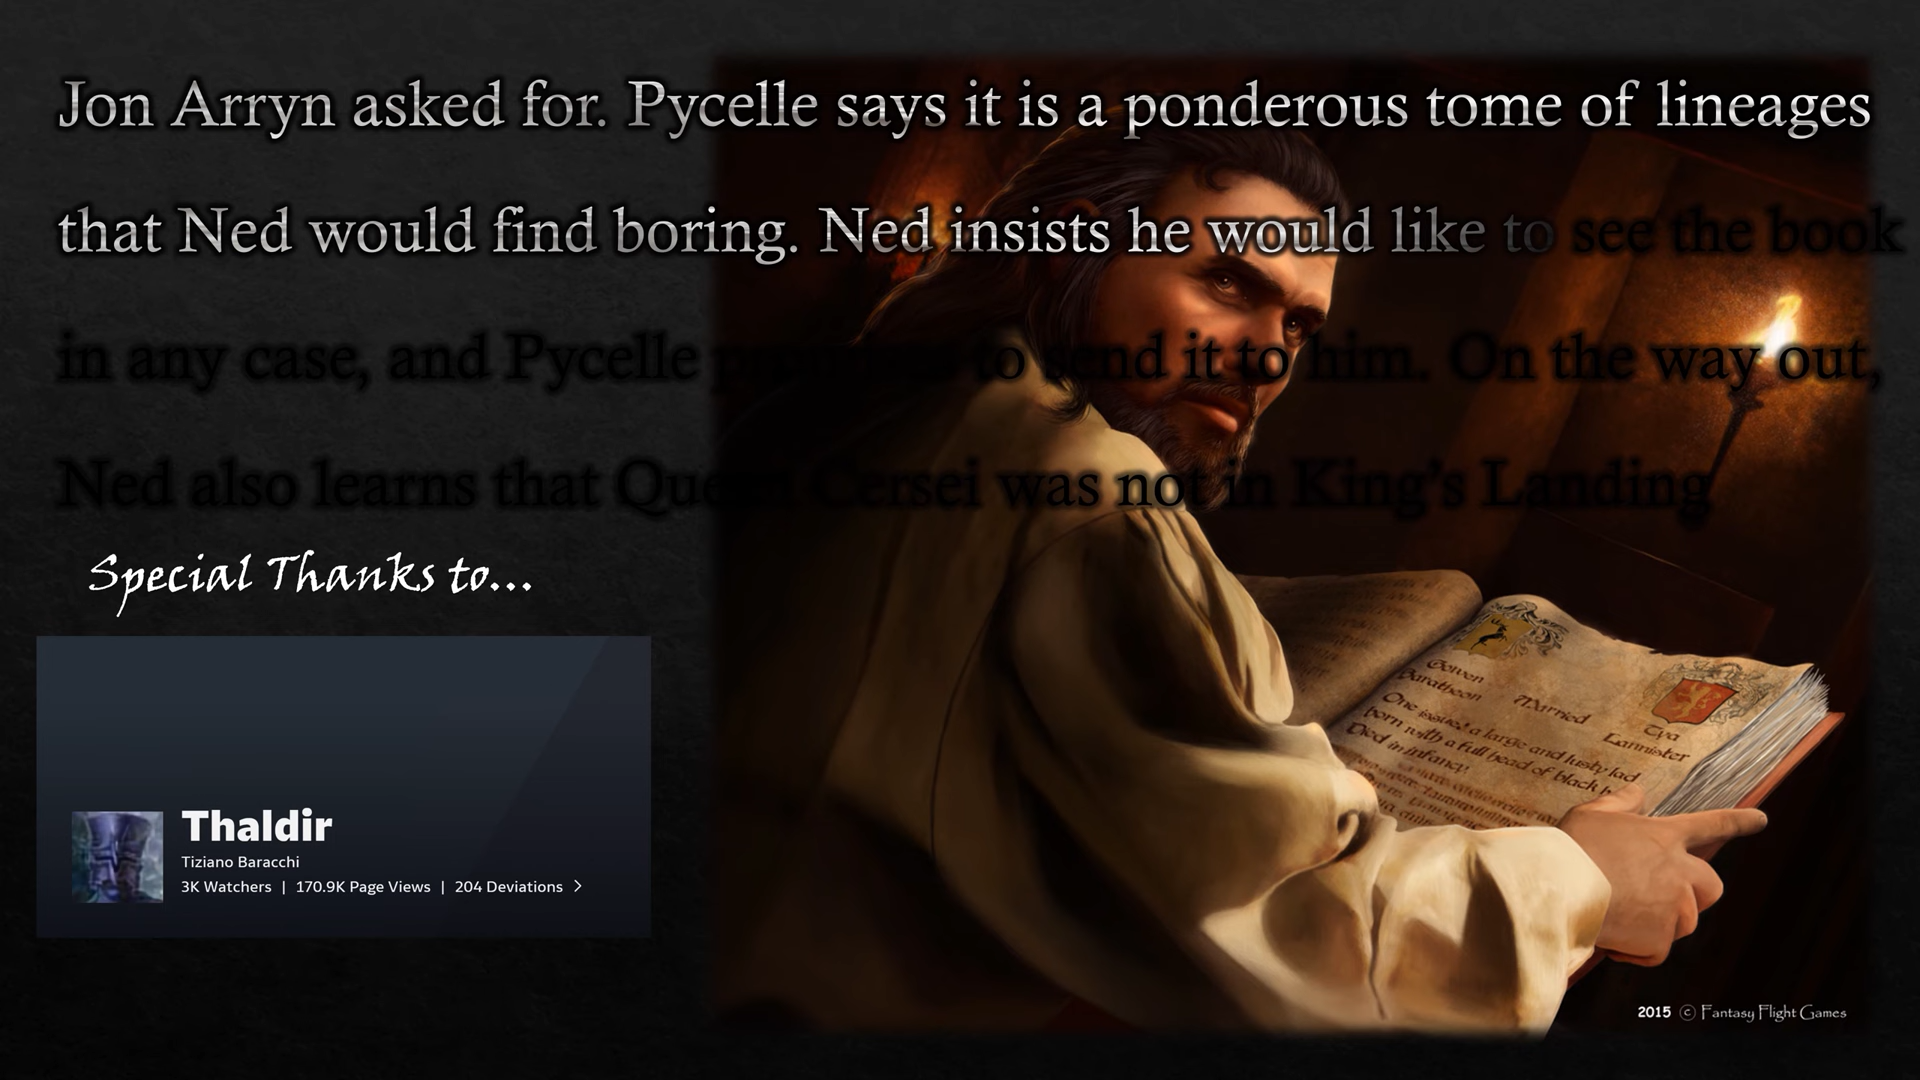 Jon Arryn asked for. Pycelle says it is a ponderous tome of lineages
that Ned would find boring. Ned insists he would like to see the book
in any case, and Pycelle promises to send it to him. On the way out,
Ned also learns that Queen Cersei was not in King's Landing
Special Thanks to...
Thaldir
Tiziano Baracchi
3K Watchers | 170.9K Page Views | 204 Deviations >
Gowen
Baratheon
Married
Tya
Lannister
One issue, a large and lusty lad
born with a full head of black h
Died in infancy
2015 © Fantasy Flight Games